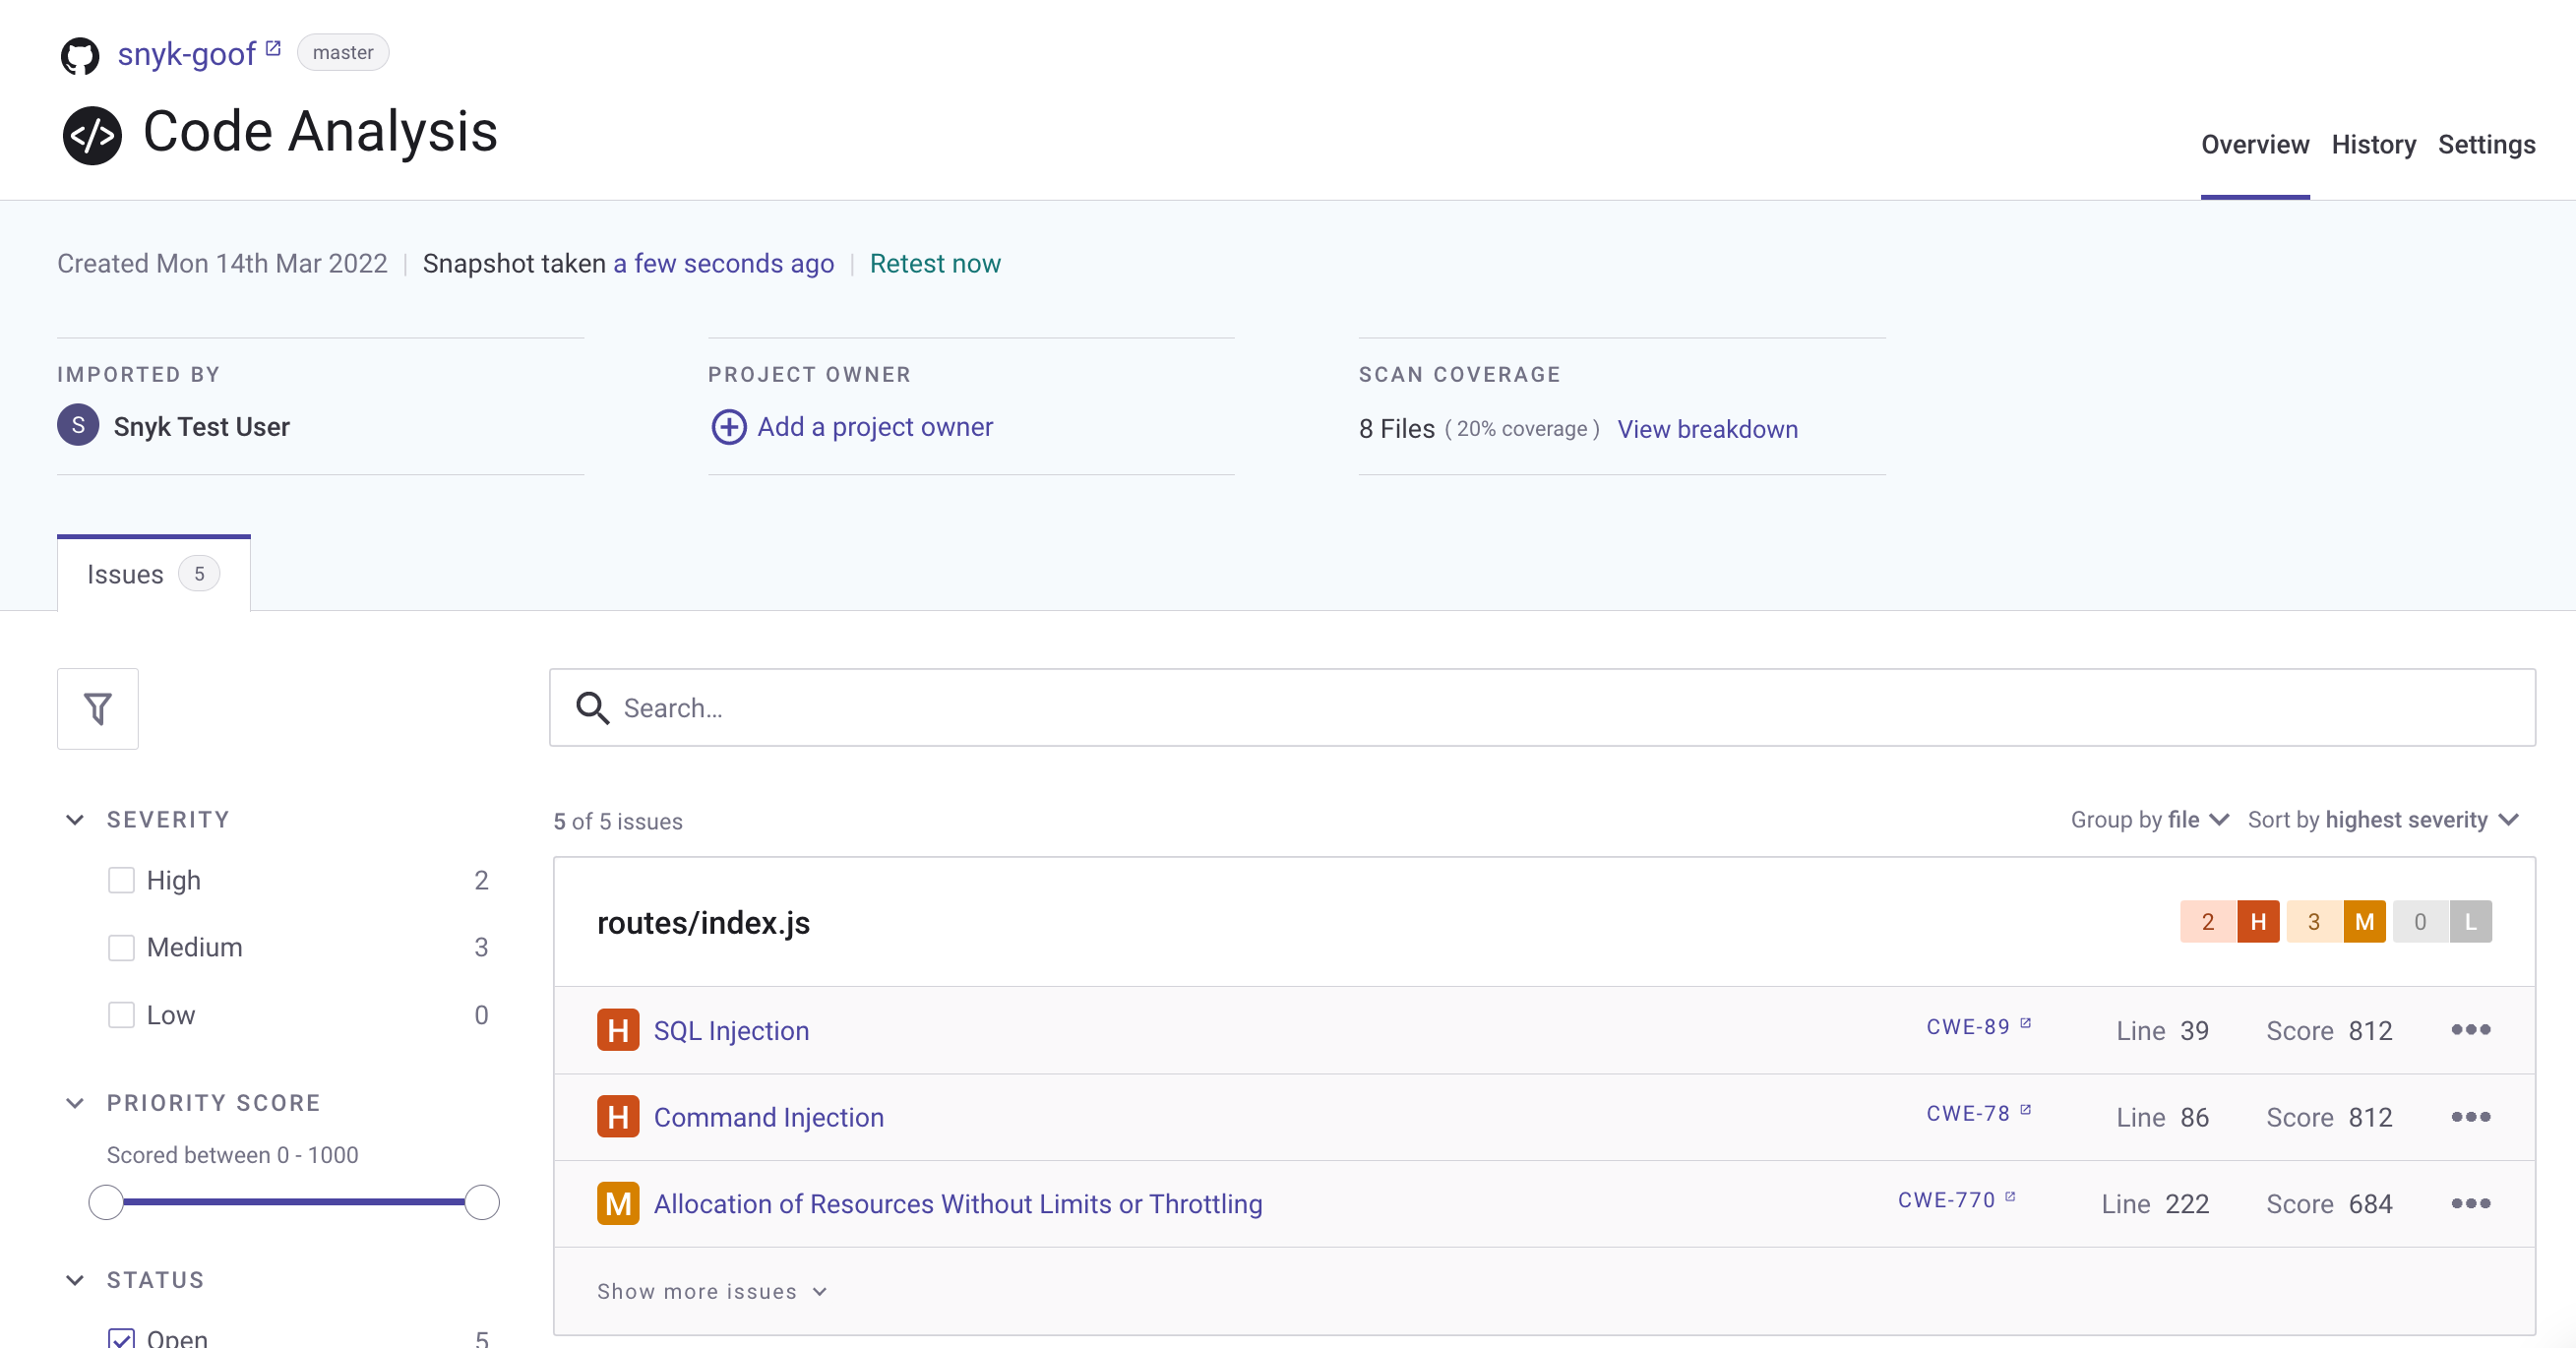 snyk-goof master
Code Analysis
Overview History Settings
Created Mon 14th Mar 2022 | Snapshot taken a few seconds ago | Retest now
IMPORTED BY
S Snyk Test User
PROJECT OWNER
Add a project owner
SCAN COVERAGE
8 Files ( 20% coverage ) View breakdown
Issues 5
Search...
SEVERITY
High 2
Medium 3
Low 0
PRIORITY SCORE
Scored between 0 - 1000
STATUS
Open 5
5 of 5 issues
Group by file Sort by highest severity
routes/index.js 2 H 3 M 0 L
H SQL Injection CWE-89 Line 39 Score 812
H Command Injection CWE-78 Line 86 Score 812
M Allocation of Resources Without Limits or Throttling CWE-770 Line 222 Score 684
Show more issues